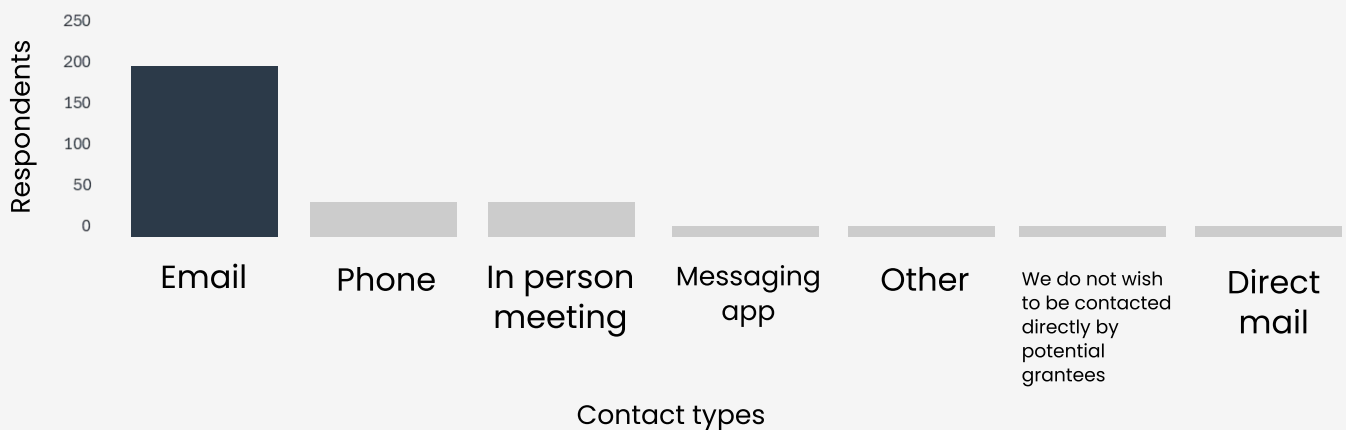 Respondents
250
200
150
100
50
0
Email
Phone
In person
meeting
Messaging
app
Other
We do not wish
to be contacted
directly by
potential
grantees
Direct
mail
Contact types